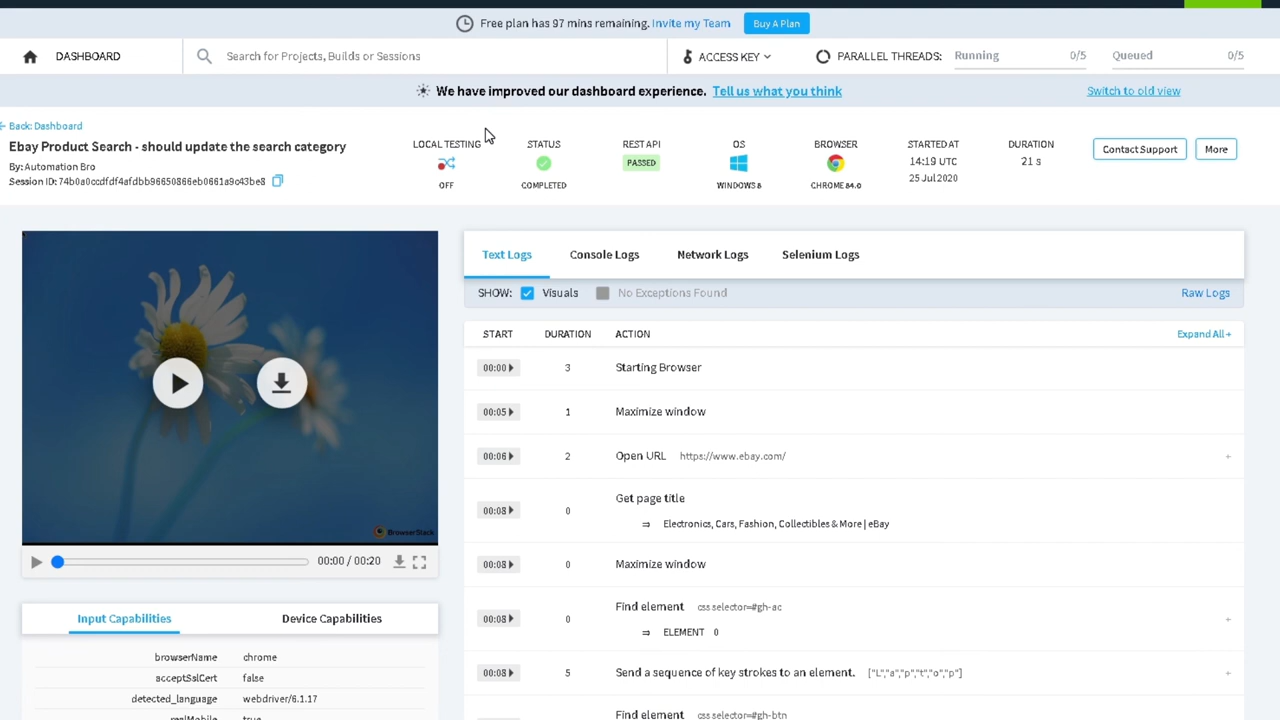 Free plan has 97 mins remaining. Invite my Team Buy A Plan
DASHBOARD Search for Projects, Builds or Sessions ACCESS KEY PARALLEL THREADS: Running 0/5 Queued 0/5
We have improved our dashboard experience. Tell us what you think Switch to old view
Back: Dashboard
Ebay Product Search - should update the search category
By: Automation Bro
Session ID: 74b0a0ccdfdf4afdbb96650866eb0661a9c43be8
LOCAL TESTING
OFF
STATUS
COMPLETED
REST API
PASSED
OS
WINDOWS 8
BROWSER
CHROME 84.0
STARTED AT
14:19 UTC
25 Jul 2020
DURATION
21 s
Contact Support More
BrowserStack
00:00 / 00:20
Input Capabilities Device Capabilities
browserName chrome
acceptSslCert false
detected_language webdriver/6.1.17
mslMobile true
Text Logs Console Logs Network Logs Selenium Logs
SHOW: Visuals No Exceptions Found Raw Logs
START DURATION ACTION Expand All +
00:00 3 Starting Browser
00:05 1 Maximize window
00:06 2 Open URL https://www.ebay.com/ +
00:08 0 Get page title
⇒ Electronics, Cars, Fashion, Collectibles & More | eBay
00:08 0 Maximize window
00:08 0 Find element css selector=#gh-ac +
⇒ ELEMENT 0
00:08 5 Send a sequence of key strokes to an element. ["L","a","p","t","o","p"] +
Find element css selector=#gh-btn